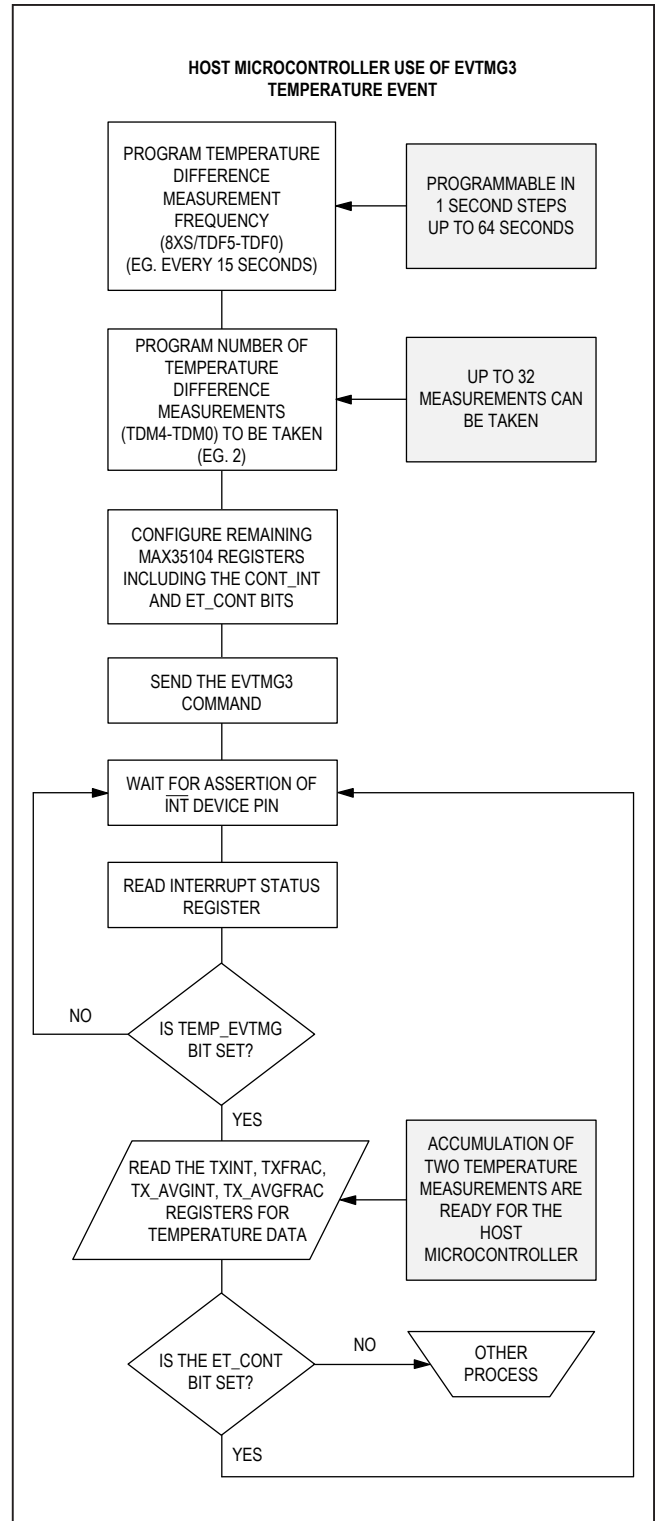 HOST MICROCONTROLLER USE OF EVTMG3
TEMPERATURE EVENT
PROGRAM TEMPERATURE
DIFFERENCE
MEASUREMENT
FREQUENCY
(8XS/TDF5-TDF0)
(EG. EVERY 15 SECONDS)
PROGRAMMABLE IN
1 SECOND STEPS
UP TO 64 SECONDS
PROGRAM NUMBER OF
TEMPERATURE
DIFFERENCE
MEASUREMENTS
(TDM4-TDM0) TO BE TAKEN
(EG. 2)
UP TO 32
MEASUREMENTS CAN
BE TAKEN
CONFIGURE REMAINING
MAX35104 REGISTERS
INCLUDING THE CONT_INT
AND ET_CONT BITS
SEND THE EVTMG3
COMMAND
WAIT FOR ASSERTION OF
INT DEVICE PIN
READ INTERRUPT STATUS
REGISTER
NO
IS TEMP_EVTMG
BIT SET?
YES
READ THE TXINT, TXFRAC,
TX_AVGINT, TX_AVGFRAC
REGISTERS FOR
TEMPERATURE DATA
ACCUMULATION OF
TWO TEMPERATURE
MEASUREMENTS ARE
READY FOR THE
HOST
MICROCONTROLLER
IS THE ET_CONT
BIT SET?
NO
OTHER
PROCESS
YES